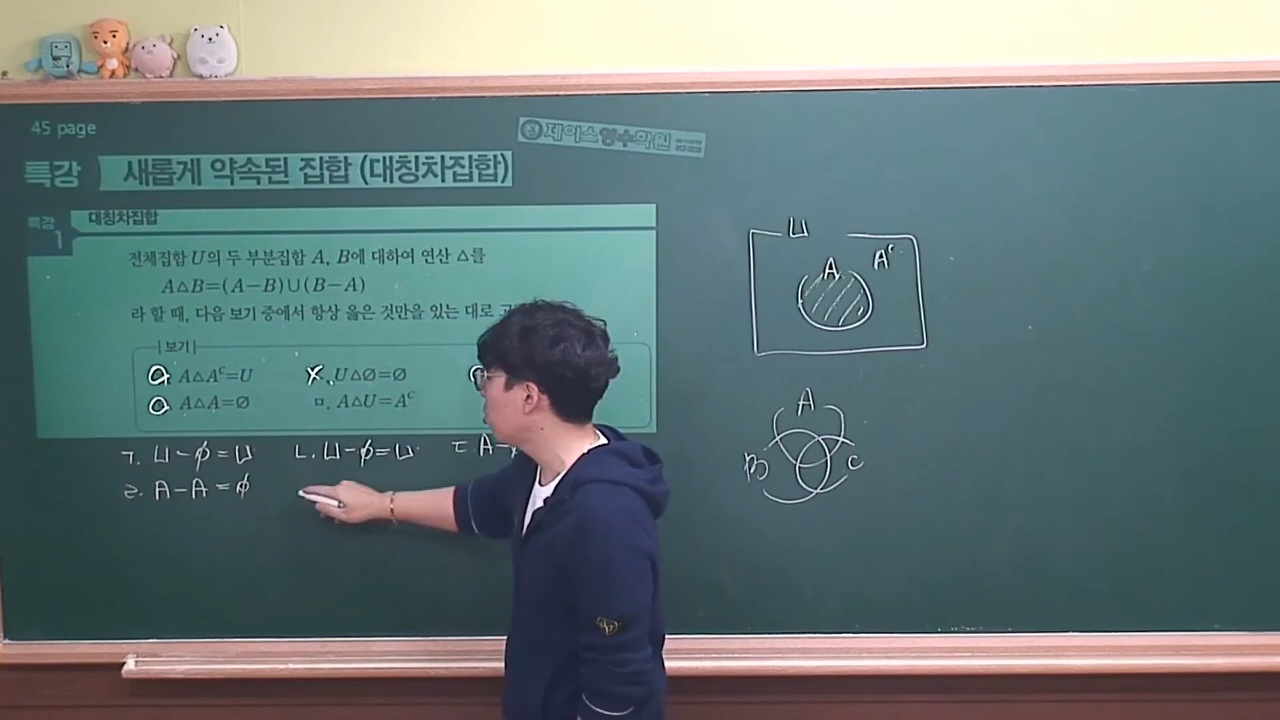 45 page
제이스영수학원
특강 새롭게 약속된 집합 (대칭차집합)
특강 1 대칭차집합
전체집합 U의 두 부분집합 A, B에 대하여 연산 △를
A△B=(A-B)∪(B-A)
라 할 때, 다음 보기 중에서 항상 옳은 것만을 있는 대로
보기
A△Aᶜ=U
U△∅=∅
A△A=∅
ㅁ. A△U=Aᶜ
ㄱ. U-∅=U
ㄴ. U-∅=U
ㄷ. A-
ㄹ. A-A=∅
U
A
Aᶜ
A
B
C